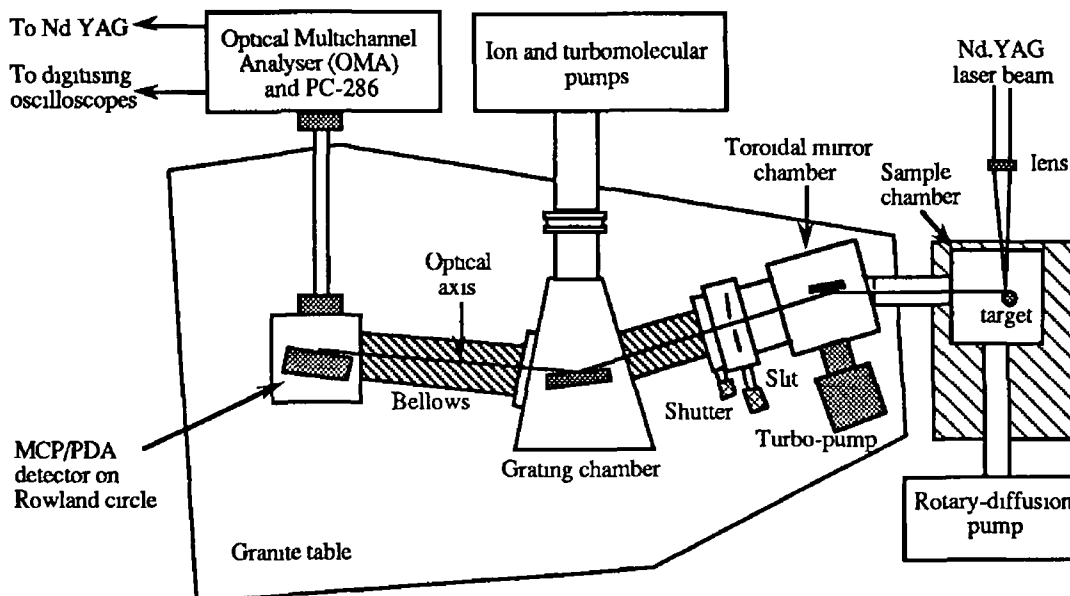 To Nd YAG
To digitising
oscilloscopes
Optical Multichannel
Analyser (OMA)
and PC-286
Ion and turbomolecular
pumps
Nd.YAG
laser beam
lens
Toroidal mirror
chamber
Sample
chamber
Optical
axis
target
Bellows
Shutter
Slit
Turbo-pump
MCP/PDA
detector on
Rowland circle
Grating chamber
Rotary-diffusion
pump
Granite table